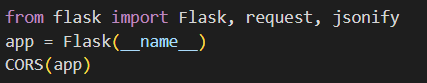 from flask import Flask, request, jsonify
app = Flask(__name__)
CORS(app)